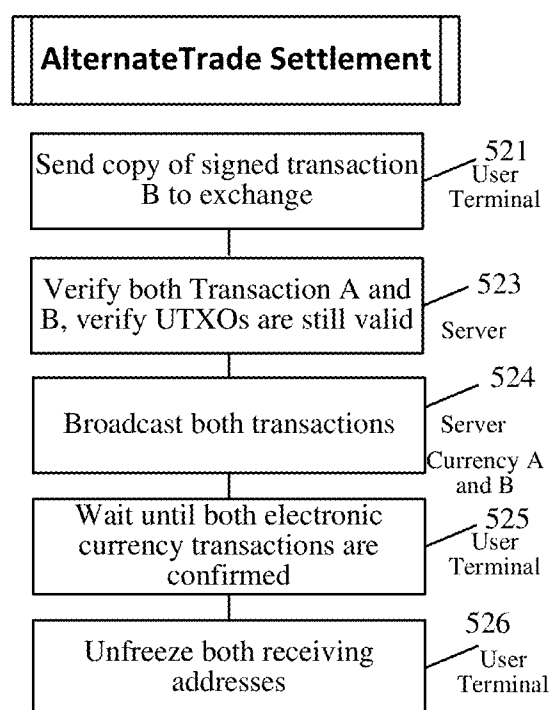 AlternateTrade Settlement
Send copy of signed transaction
B to exchange
521
User
Terminal
Verify both Transaction A and
B, verify UTXOs are still valid
523
Server
Broadcast both transactions
524
Server
Currency A
and B
Wait until both electronic
currency transactions are
confirmed
525
User
Terminal
Unfreeze both receiving
addresses
526
User
Terminal